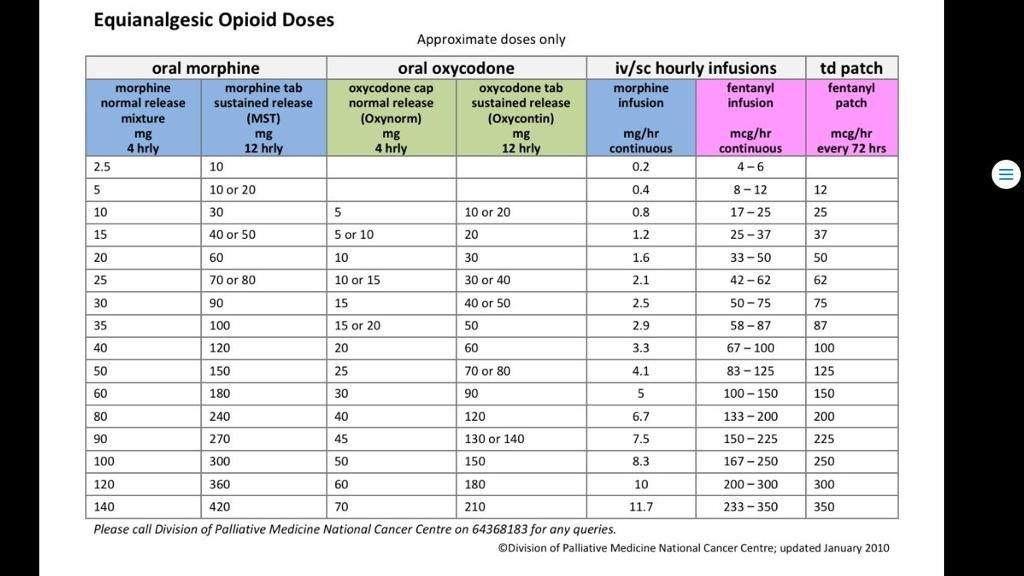 Equianalgesic Opioid Doses
Approximate doses only
oral morphine oral oxycodone iv/sc hourly infusions td patch
morphine normal release mixture mg 4 hrly
morphine tab sustained release (MST) mg 12 hrly
oxycodone cap normal release (Oxynorm) mg 4 hrly
oxycodone tab sustained release (Oxycontin) mg 12 hrly
morphine infusion mg/hr continuous
fentanyl infusion mcg/hr continuous
fentanyl patch mcg/hr every 72 hrs
2.5 10 0.2 4 – 6
5 10 or 20 0.4 8 – 12 12
10 30 5 10 or 20 0.8 17 – 25 25
15 40 or 50 5 or 10 20 1.2 25 – 37 37
20 60 10 30 1.6 33 – 50 50
25 70 or 80 10 or 15 30 or 40 2.1 42 – 62 62
30 90 15 40 or 50 2.5 50 – 75 75
35 100 15 or 20 50 2.9 58 – 87 87
40 120 20 60 3.3 67 – 100 100
50 150 25 70 or 80 4.1 83 – 125 125
60 180 30 90 5 100 – 150 150
80 240 40 120 6.7 133 – 200 200
90 270 45 130 or 140 7.5 150 – 225 225
100 300 50 150 8.3 167 – 250 250
120 360 60 180 10 200 – 300 300
140 420 70 210 11.7 233 – 350 350
Please call Division of Palliative Medicine National Cancer Centre on 64368183 for any queries.
©Division of Palliative Medicine National Cancer Centre; updated January 2010